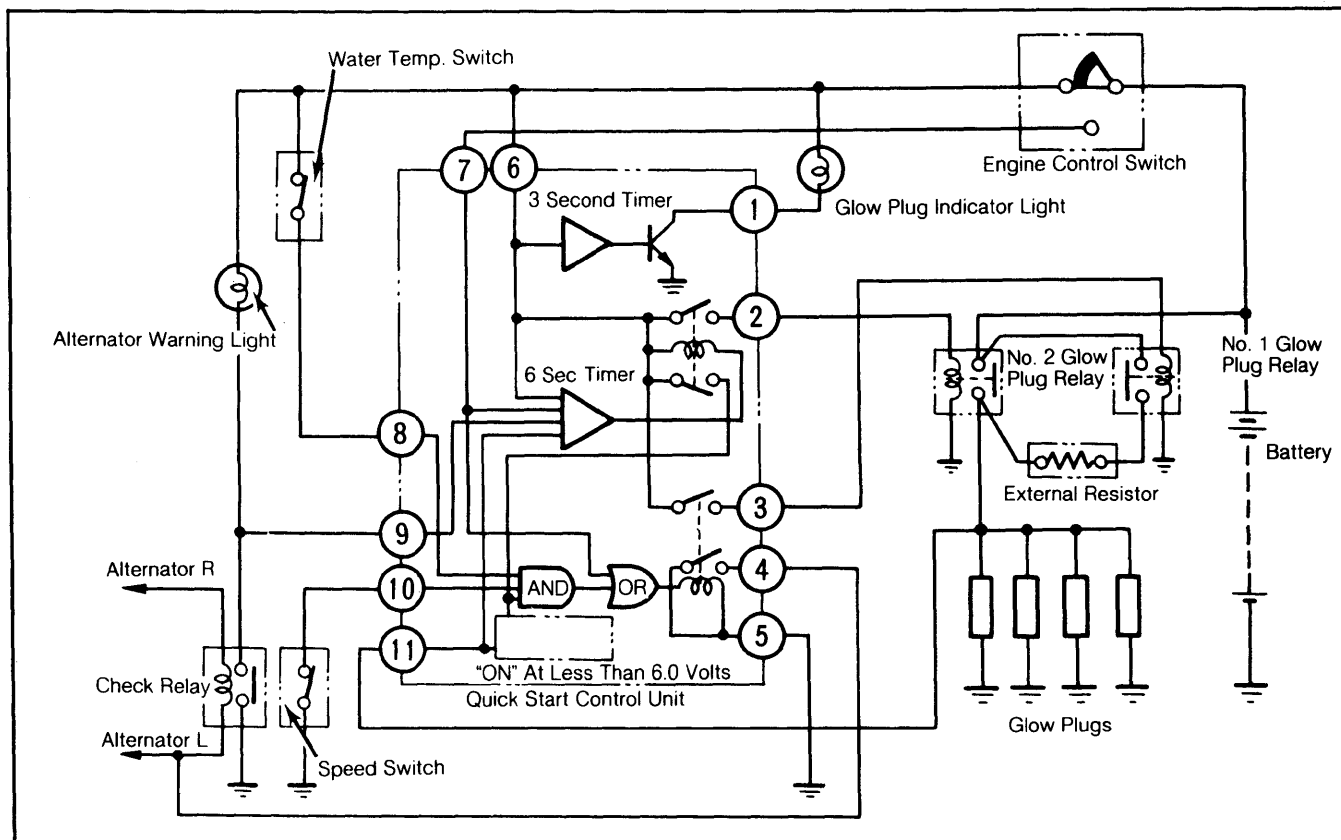 Water Temp. Switch
Engine Control Switch
7
6
3 Second Timer
1
Glow Plug Indicator Light
Alternator Warning Light
2
No. 2 Glow
Plug Relay
No. 1 Glow
Plug Relay
6 Sec Timer
8
Battery
External Resistor
3
9
Alternator R
10
AND
OR
4
5
11
"ON" At Less Than 6.0 Volts
Quick Start Control Unit
Check Relay
Glow Plugs
Alternator L
Speed Switch